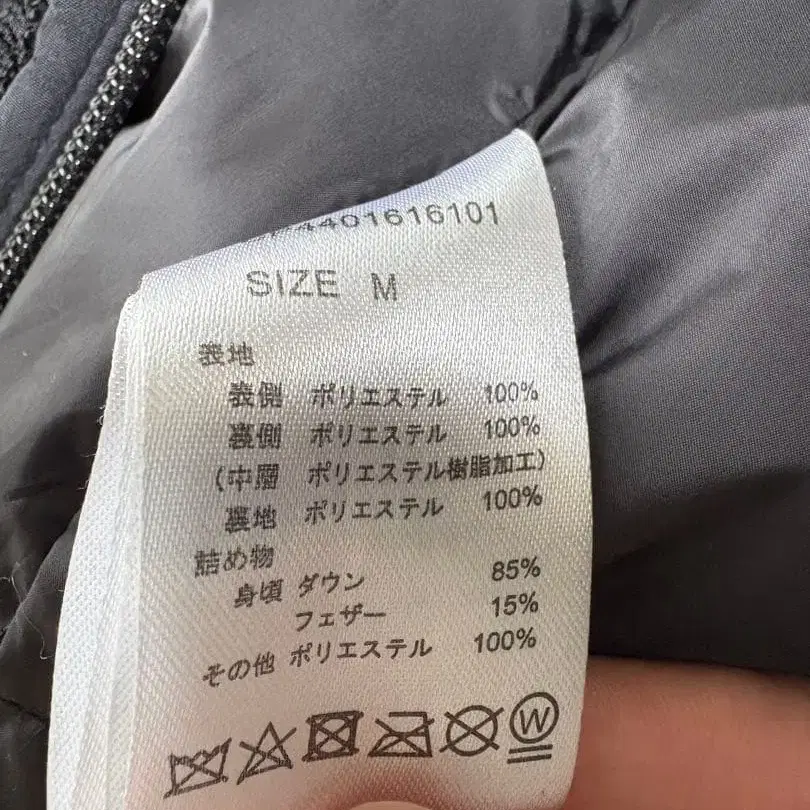 4401616101
SIZE M
表地
表側 ポリエステル 100%
裏側 ポリエステル 100%
(中層 ポリエステル樹脂加工)
裏地 ポリエステル 100%
詰め物
身頃 ダウン 85%
フェザー 15%
その他 ポリエステル 100%
W